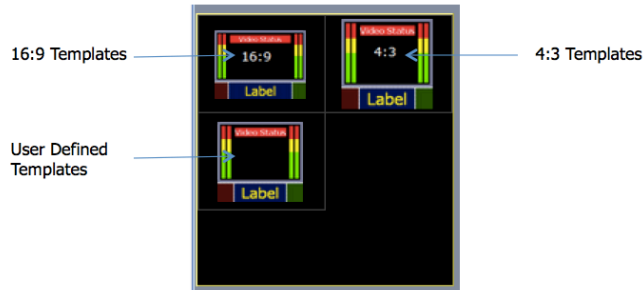 16:9 Templates
Video Status
16:9
Label
Video Status
4:3
Label
4:3 Templates
User Defined
Templates
Video Status
Label